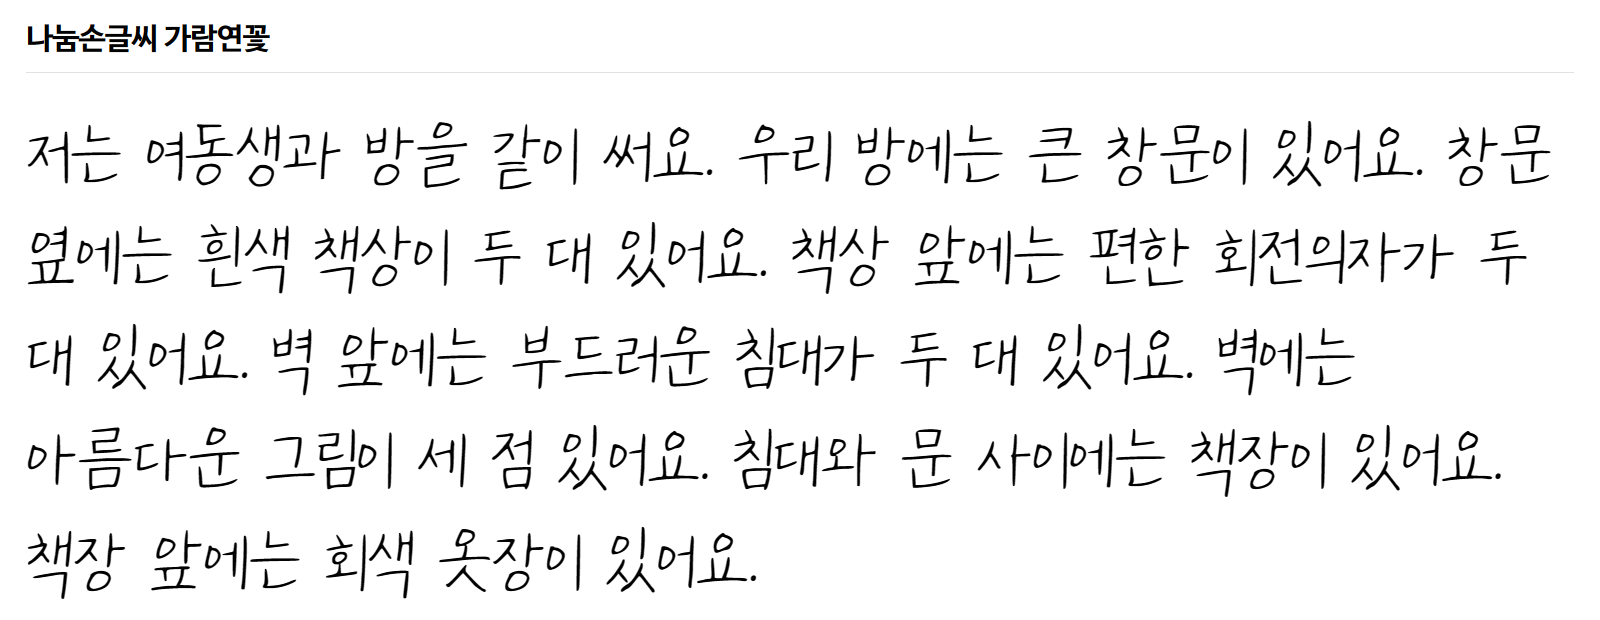 나눔손글씨 가람연꽃
저는 여동생과 방을 같이 써요. 우리 방에는 큰 창문이 있어요. 창문
옆에는 흰색 책상이 두 대 있어요. 책상 앞에는 편한 회전의자가 두
대 있어요. 벽 앞에는 부드러운 침대가 두 대 있어요. 벽에는
아름다운 그림이 세 점 있어요. 침대와 문 사이에는 책장이 있어요.
책장 앞에는 회색 옷장이 있어요.